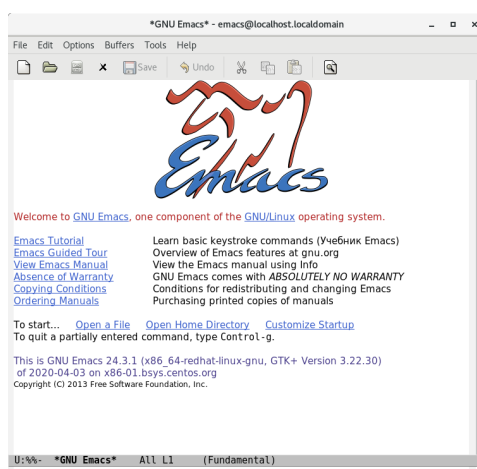 *GNU Emacs* - emacs@localhost.localdomain
File Edit Options Buffers Tools Help
Save Undo
Emacs
Welcome to GNU Emacs, one component of the GNU/Linux operating system.
Emacs Tutorial Learn basic keystroke commands (Учебник Emacs)
Emacs Guided Tour Overview of Emacs features at gnu.org
View Emacs Manual View the Emacs manual using Info
Absence of Warranty GNU Emacs comes with ABSOLUTELY NO WARRANTY
Copying Conditions Conditions for redistributing and changing Emacs
Ordering Manuals Purchasing printed copies of manuals
To start... Open a File Open Home Directory Customize Startup
To quit a partially entered command, type Control-g.
This is GNU Emacs 24.3.1 (x86_64-redhat-linux-gnu, GTK+ Version 3.22.30)
of 2020-04-03 on x86-01.bsys.centos.org
Copyright (C) 2013 Free Software Foundation, Inc.
U:%%- *GNU Emacs* All L1 (Fundamental)